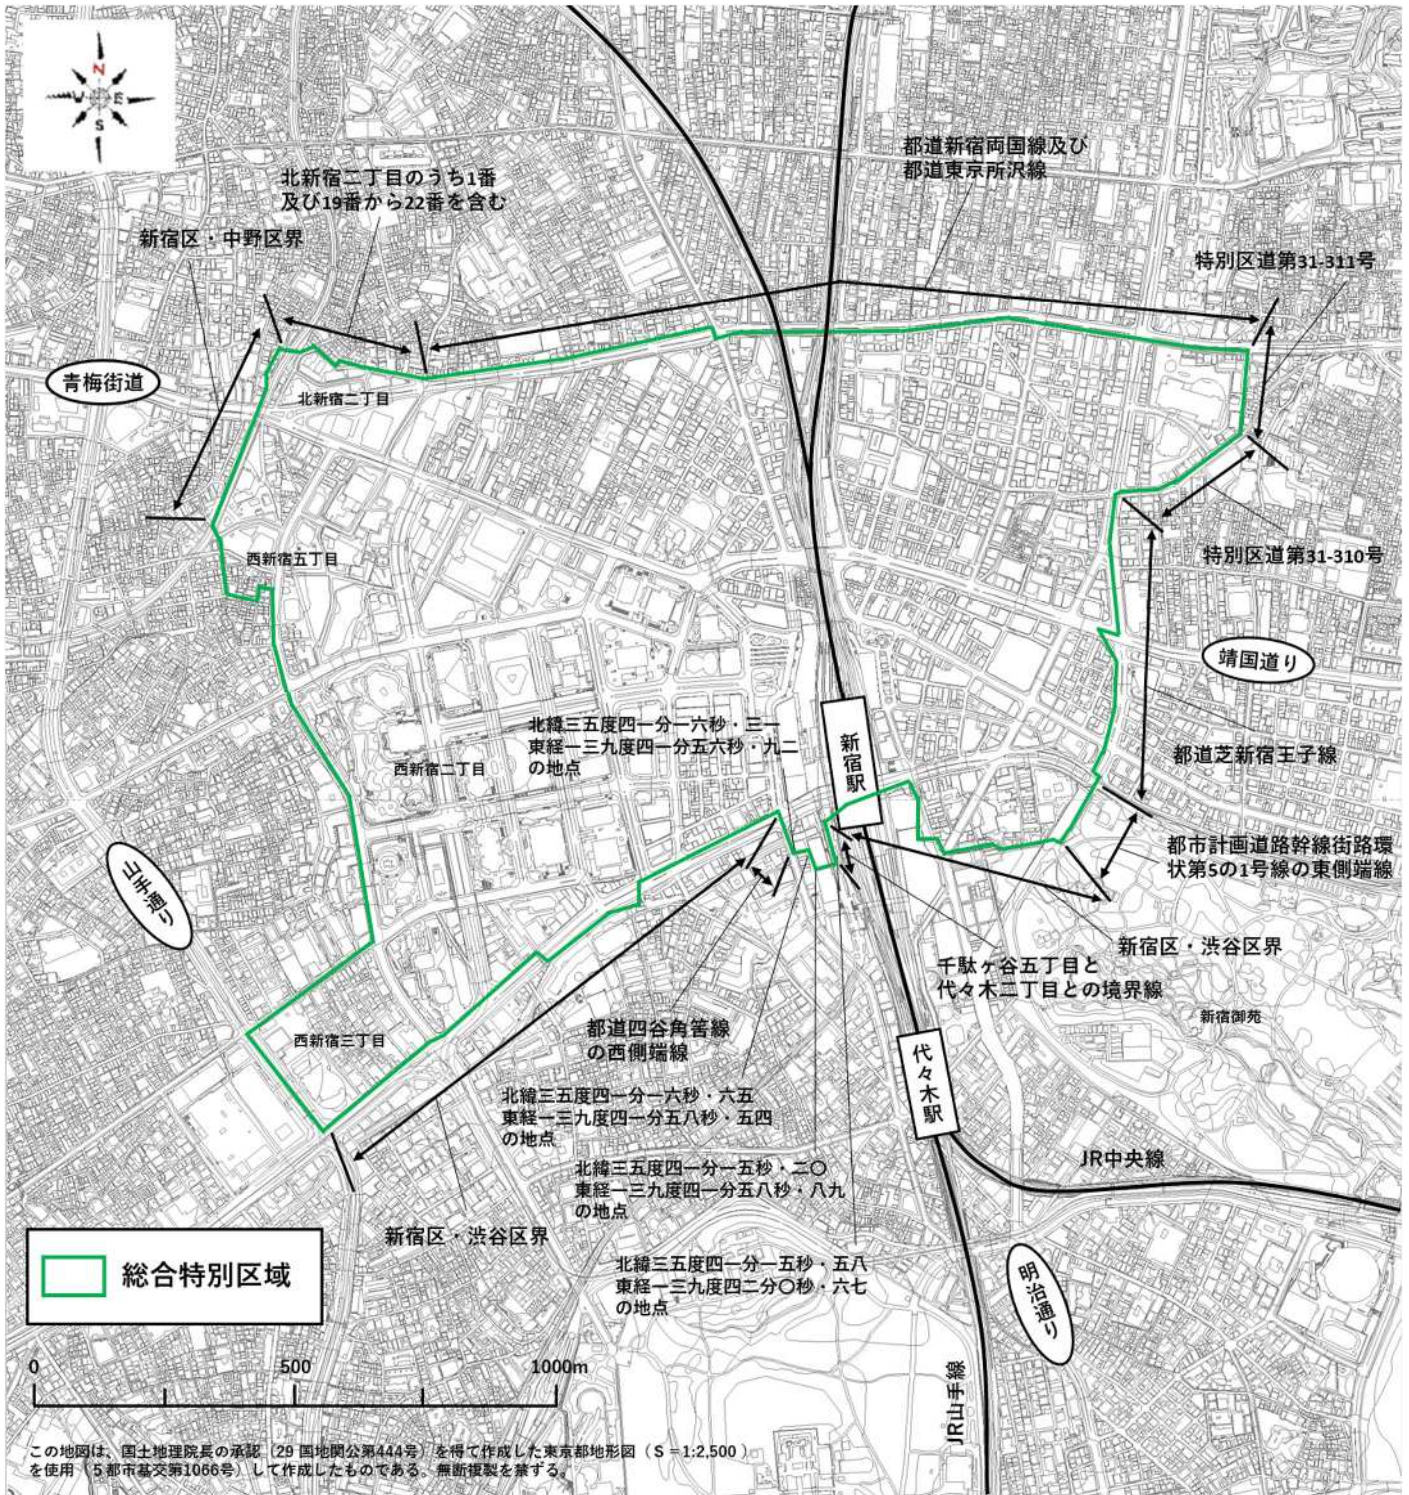 N
W E
S
都道新宿両国線及び
都道東京所沢線
北新宿二丁目のうち1番
及び19番から22番を含む
新宿区・中野区界
特別区道第31-311号
青梅街道
北新宿二丁目
西新宿五丁目
特別区道第31-310号
靖国通り
北緯三五度四一分一六秒・三一
東経一三九度四一分五六秒・九二
の地点
新宿駅
西新宿二丁目
都道芝新宿王子線
都市計画道路幹線街路環
状第5の1号線の東側端線
山手通り
新宿区・渋谷区界
千駄ヶ谷五丁目と
代々木二丁目との境界線
新宿御苑
都道四谷角筈線
の西側端線
西新宿三丁目
代々木駅
北緯三五度四一分一六秒・六五
東経一三九度四一分五八秒・五四
の地点
JR中央線
北緯三五度四一分一五秒・二〇
東経一三九度四一分五八秒・八九
の地点
新宿区・渋谷区界
北緯三五度四一分一五秒・五八
東経一三九度四二分〇秒・六七
の地点
総合特別区域
明治通り
0 500 1000m
JR山手線
この地図は、国土地理院長の承認（29 国地関公第444号）を得て作成した東京都地形図（S＝1:2,500）
を使用（5都市基交第1066号）して作成したものである。無断複製を禁ずる。